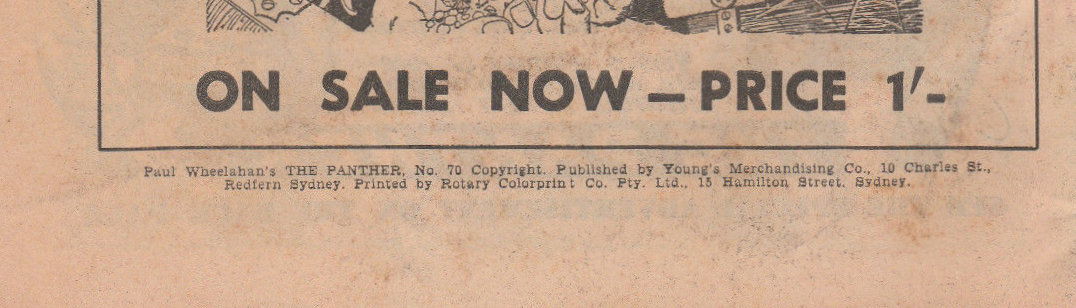 ON SALE NOW — PRICE 1/-
Paul Wheelahan's THE PANTHER, No. 70 Copyright. Published by Young's Merchandising Co., 10 Charles St.,
Redfern Sydney. Printed by Rotary Colorprint Co. Pty. Ltd., 15 Hamilton Street, Sydney.